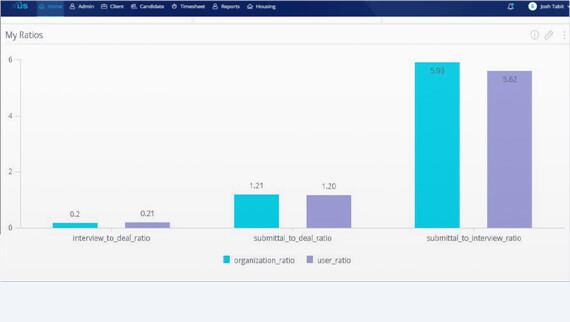 Home Admin Client Candidate Timesheet Reports Housing Josh Tabit
My Ratios
6
4
2
0
0.2 0.21
1.21 1.20
5.93 5.62
interview_to_deal_ratio submittal_to_deal_ratio submittal_to_interview_ratio
organization_ratio user_ratio